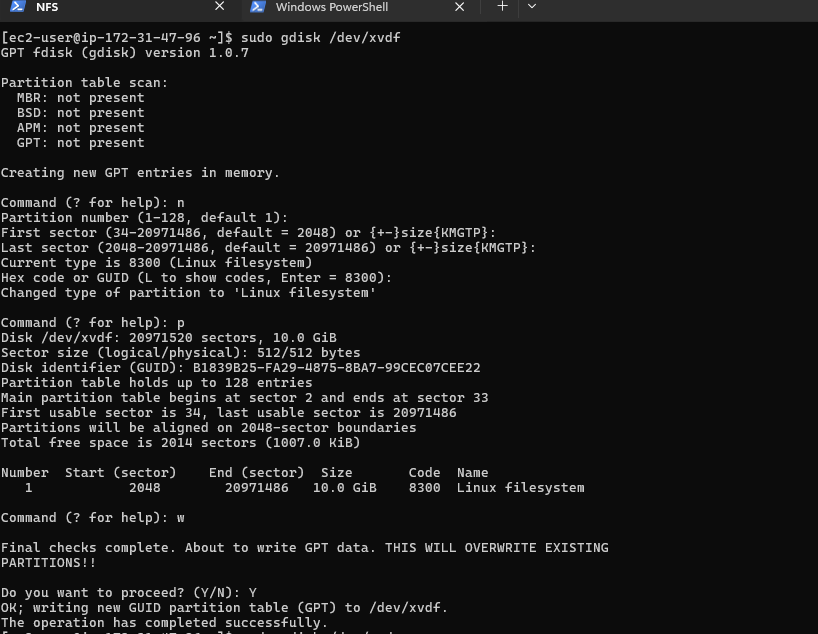 NFS
Windows PowerShell
[ec2-user@ip-172-31-47-96 ~]$ sudo gdisk /dev/xvdf
GPT fdisk (gdisk) version 1.0.7
Partition table scan:
  MBR: not present
  BSD: not present
  APM: not present
  GPT: not present
Creating new GPT entries in memory.
Command (? for help): n
Partition number (1-128, default 1):
First sector (34-20971486, default = 2048) or {+-}size{KMGTP}:
Last sector (2048-20971486, default = 20971486) or {+-}size{KMGTP}:
Current type is 8300 (Linux filesystem)
Hex code or GUID (L to show codes, Enter = 8300):
Changed type of partition to 'Linux filesystem'
Command (? for help): p
Disk /dev/xvdf: 20971520 sectors, 10.0 GiB
Sector size (logical/physical): 512/512 bytes
Disk identifier (GUID): B1839B25-FA29-4875-8BA7-99CEC07CEE22
Partition table holds up to 128 entries
Main partition table begins at sector 2 and ends at sector 33
First usable sector is 34, last usable sector is 20971486
Partitions will be aligned on 2048-sector boundaries
Total free space is 2014 sectors (1007.0 KiB)
Number  Start (sector)    End (sector)  Size       Code  Name
   1            2048        20971486   10.0 GiB    8300  Linux filesystem
Command (? for help): w
Final checks complete. About to write GPT data. THIS WILL OVERWRITE EXISTING
PARTITIONS!!
Do you want to proceed? (Y/N): Y
OK; writing new GUID partition table (GPT) to /dev/xvdf.
The operation has completed successfully.